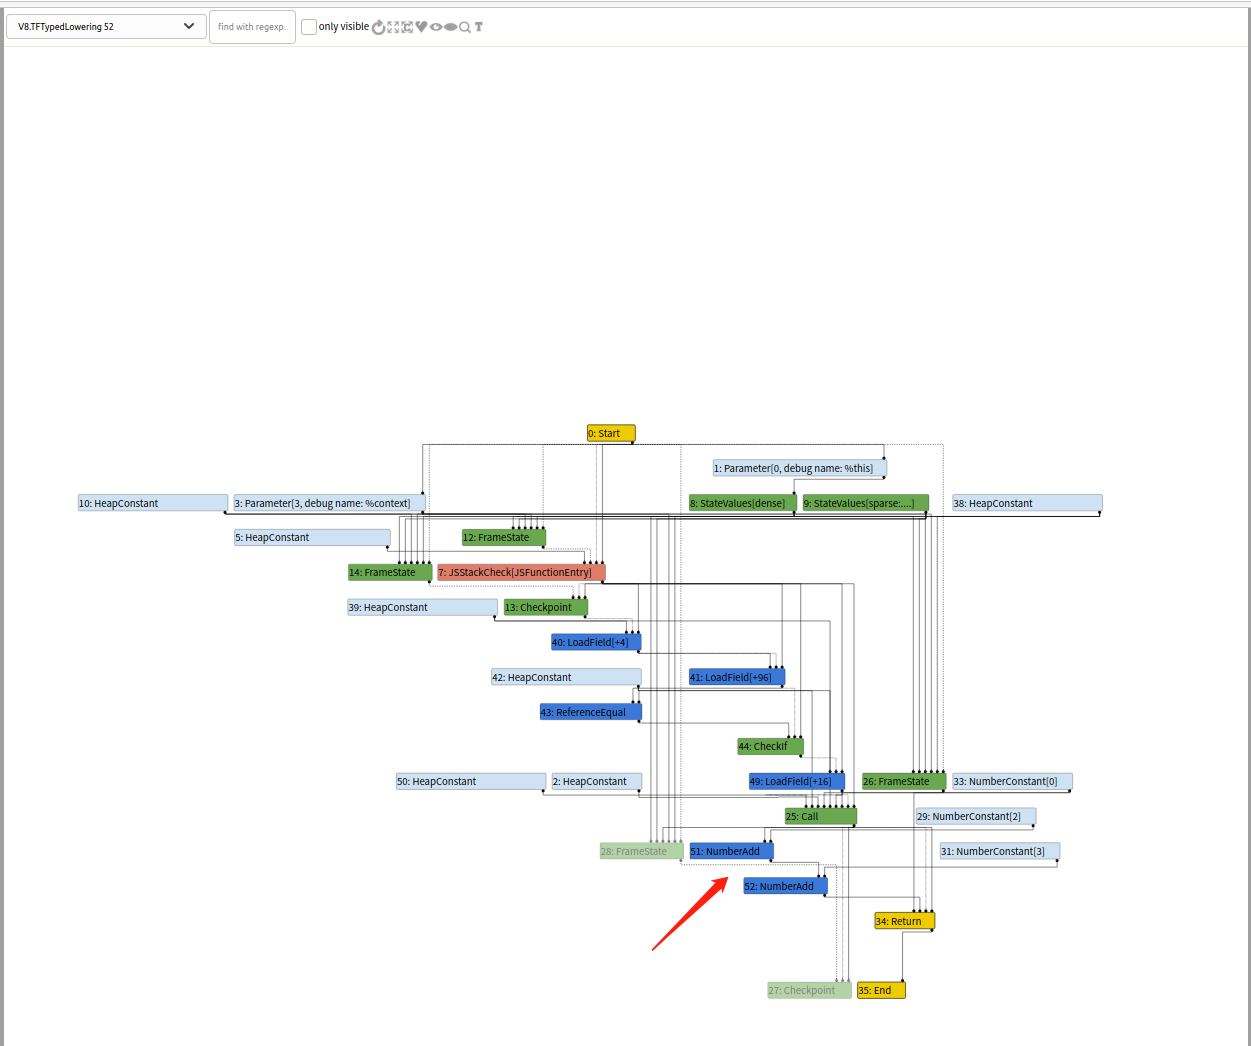 V8.TFTypedLowering 52
find with regexp..
only visible
T
0: Start
1: Parameter[0, debug name: %this]
10: HeapConstant
3: Parameter[3, debug name: %context]
8: StateValues[dense]
9: StateValues[sparse:....]
38: HeapConstant
5: HeapConstant
12: FrameState
14: FrameState
7: JSStackCheck[JSFunctionEntry]
39: HeapConstant
13: Checkpoint
40: LoadField[+4]
42: HeapConstant
41: LoadField[+96]
43: ReferenceEqual
44: CheckIf
50: HeapConstant
2: HeapConstant
49: LoadField[+16]
26: FrameState
33: NumberConstant[0]
25: Call
29: NumberConstant[2]
28: FrameState
51: NumberAdd
31: NumberConstant[3]
52: NumberAdd
34: Return
27: Checkpoint
35: End